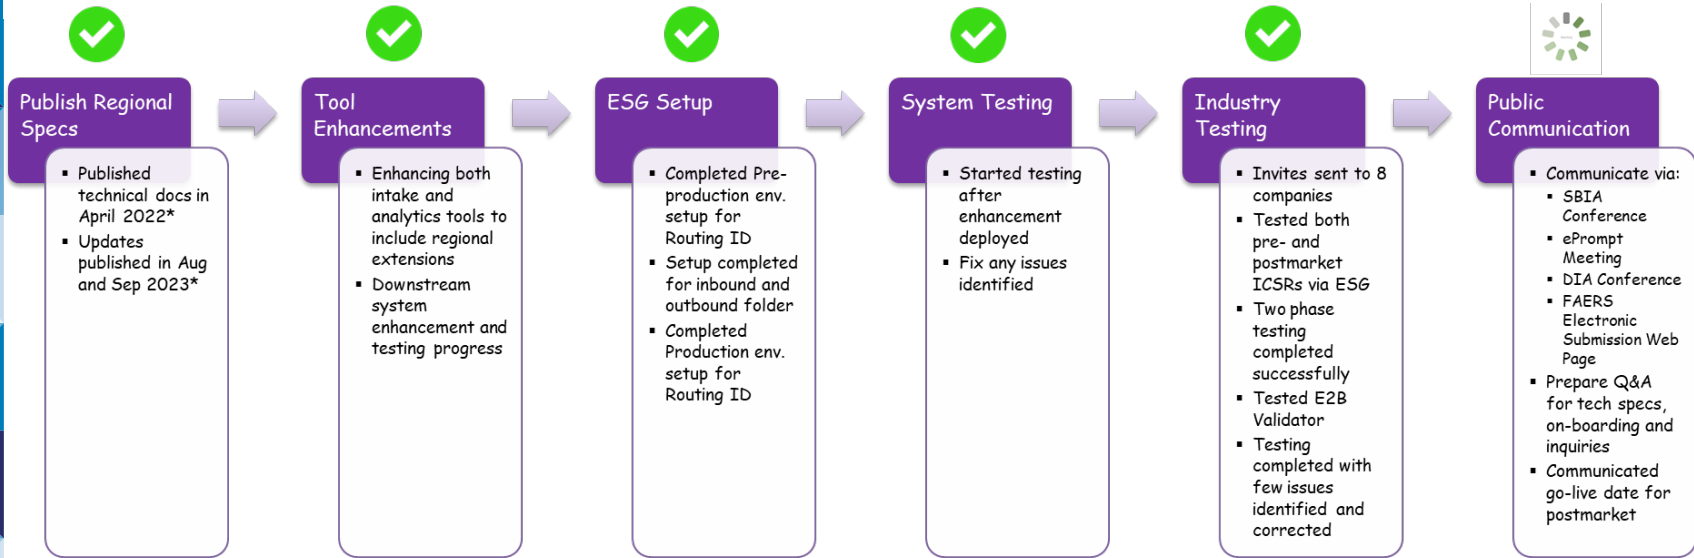 Publish Regional
Specs
▪ Published
technical docs in
April 2022*
▪ Updates
published in Aug
and Sep 2023*
Tool
Enhancements
▪ Enhancing both
intake and
analytics tools to
include regional
extensions
▪ Downstream
system
enhancement and
testing progress
ESG Setup
▪ Completed Pre-
production env.
setup for
Routing ID
▪ Setup completed
for inbound and
outbound folder
▪ Completed
Production env.
setup for
Routing ID
System Testing
▪ Started testing
after
enhancement
deployed
▪ Fix any issues
identified
Industry
Testing
▪ Invites sent to 8
companies
▪ Tested both
pre- and
postmarket
ICSRs via ESG
▪ Two phase
testing
completed
successfully
▪ Tested E2B
Validator
▪ Testing
completed with
few issues
identified and
corrected
Public
Communication
▪ Communicate via:
▪ SBIA
Conference
▪ ePrompt
Meeting
▪ DIA Conference
▪ FAERS
Electronic
Submission Web
Page
▪ Prepare Q&A
for tech specs,
on-boarding and
inquiries
▪ Communicated
go-live date for
postmarket